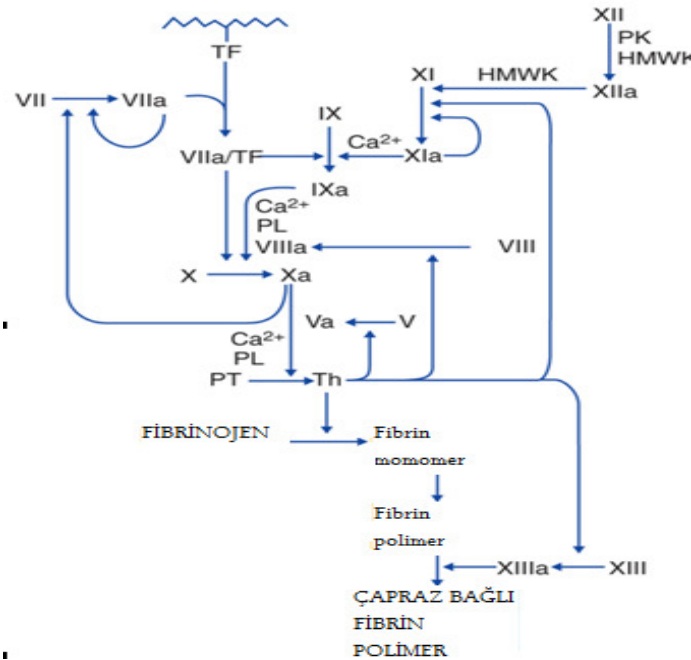 XII
PK
HMWK
TF
XI
HMWK
XIIa
VII
VIIa
IX
Ca²⁺
VIIa/TF
XIa
IXa
Ca²⁺
PL
VIIIa
VIII
X
Xa
Va
V
Ca²⁺
PL
PT
Th
FİBRİNOJEN
Fibrin
momomer
Fibrin
polimer
XIIIa
XIII
ÇAPRAZ BAĞLI
FİBRİN
POLİMER